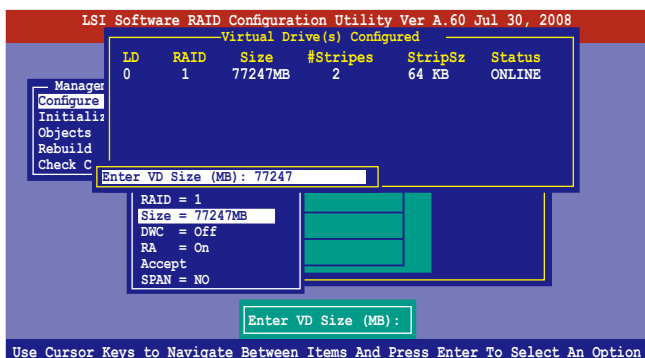 LSI Software RAID Configuration Utility Ver A.60 Jul 30, 2008
Virtual Drive(s) Configured
LD RAID Size #Stripes StripSz Status
0 1 77247MB 2 64 KB ONLINE
Configure
Objects
Rebuild
Check
Enter VD Size (MB): 77247
RAID = 1
Size = 77247MB
DWC = Off
RA = On
Accept
SPAN = NO
Enter VD Size (MB):
Use Cursor Keys to Navigate Between Items And Press Enter To Select An Option